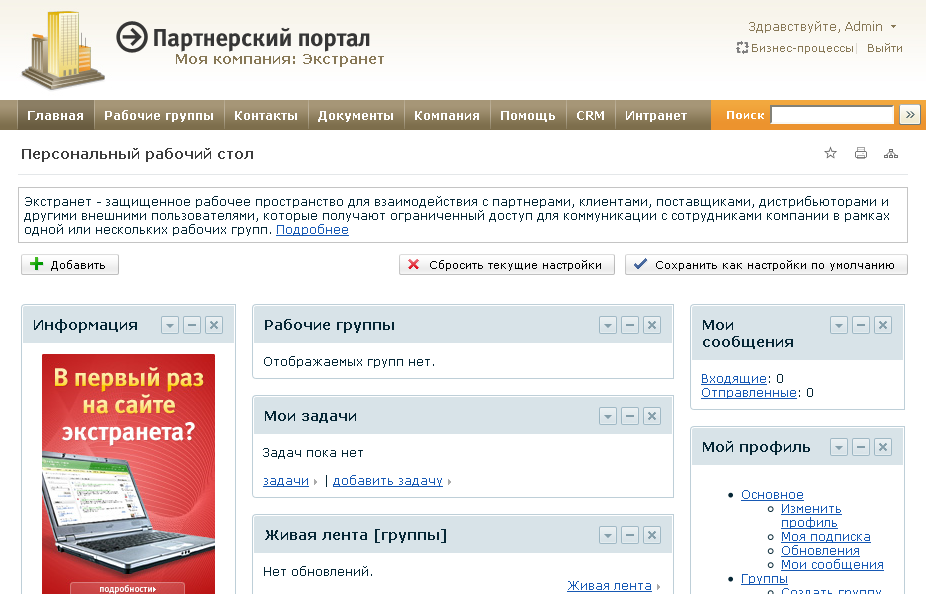 Партнерский портал
Моя компания: Экстранет
Здравствуйте, Admin
Бизнес-процессы | Выйти
Главная Рабочие группы Контакты Документы Компания Помощь CRM Интранет Поиск »
Персональный рабочий стол
Экстранет - защищенное рабочее пространство для взаимодействия с партнерами, клиентами, поставщиками, дистрибьюторами и
другими внешними пользователями, которые получают ограниченный доступ для коммуникации с сотрудниками компании в рамках
одной или нескольких рабочих групп. Подробнее
Добавить Сбросить текущие настройки Сохранить как настройки по умолчанию
Информация
В первый раз
на сайте
экстранета?
подробности
Рабочие группы
Отображаемых групп нет.
Мои задачи
Задач пока нет
задачи | добавить задачу
Живая лента [группы]
Нет обновлений.
Живая лента
Мои
сообщения
Входящие: 0
Отправленные: 0
Мой профиль
Основное
Изменить
профиль
Моя подписка
Обновления
Мои сообщения
Группы
Создать группу